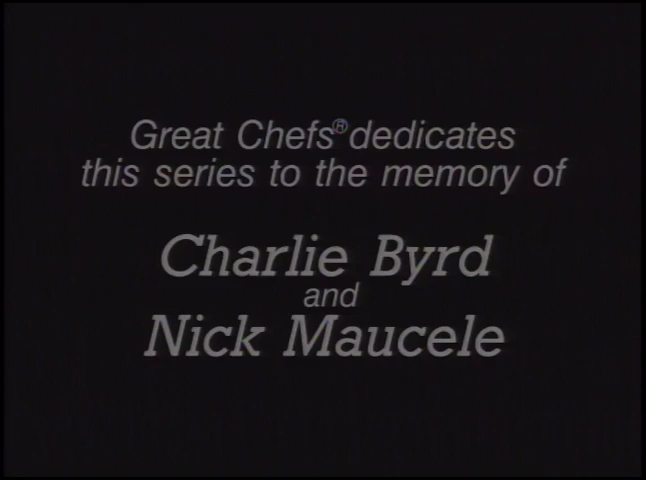 Great Chefs® dedicates
this series to the memory of
Charlie Byrd
and
Nick Maucele